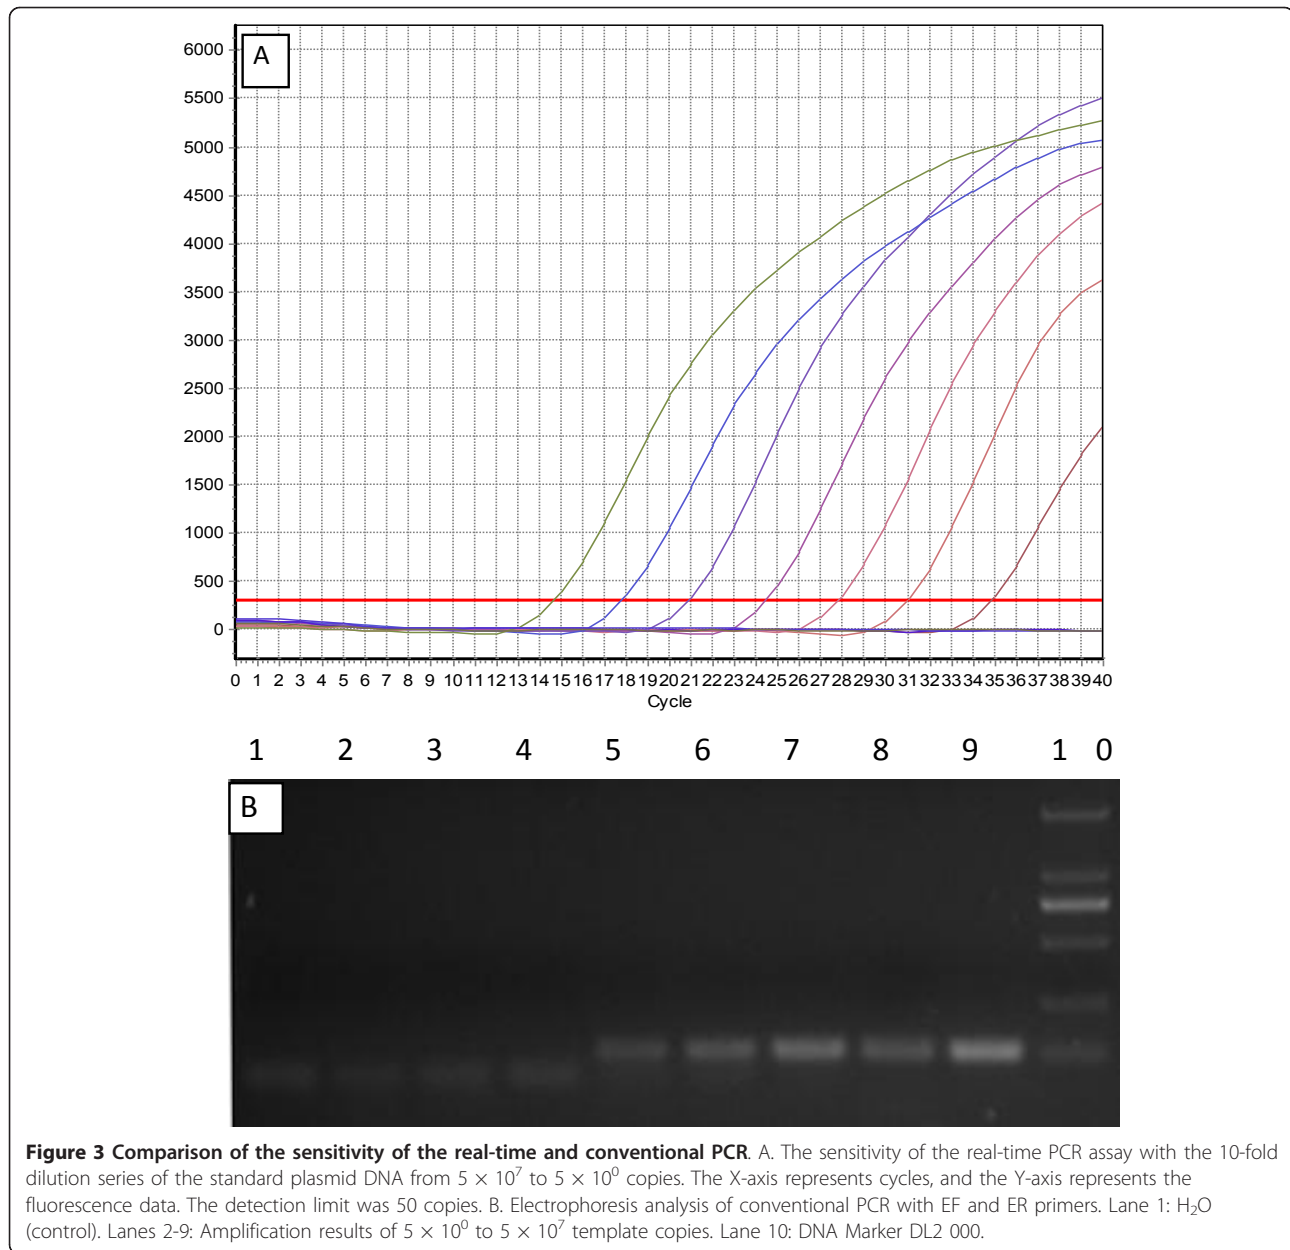 A
6000
5500
5000
4500
4000
3500
3000
2500
2000
1500
1000
500
0
0 1 2 3 4 5 6 7 8 9 10 11 12 13 14 15 16 17 18 19 20 21 22 23 24 25 26 27 28 29 30 31 32 33 34 35 36 37 38 39 40
Cycle
1 2 3 4 5 6 7 8 9 1 0
B
Figure 3 Comparison of the sensitivity of the real-time and conventional PCR. A. The sensitivity of the real-time PCR assay with the 10-fold
dilution series of the standard plasmid DNA from 5 × 10⁷ to 5 × 10⁰ copies. The X-axis represents cycles, and the Y-axis represents the
fluorescence data. The detection limit was 50 copies. B. Electrophoresis analysis of conventional PCR with EF and ER primers. Lane 1: H₂O
(control). Lanes 2-9: Amplification results of 5 × 10⁰ to 5 × 10⁷ template copies. Lane 10: DNA Marker DL2 000.